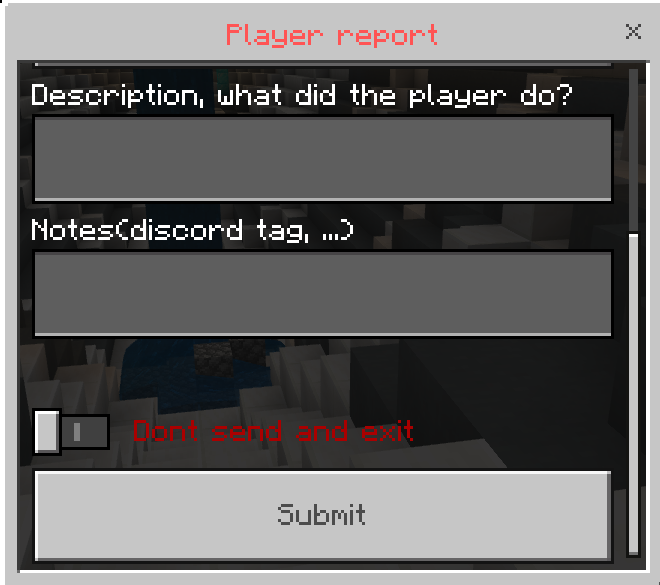 Player report
Description, what did the player do?
Notes(discord tag, ...)
Dont send and exit
Submit